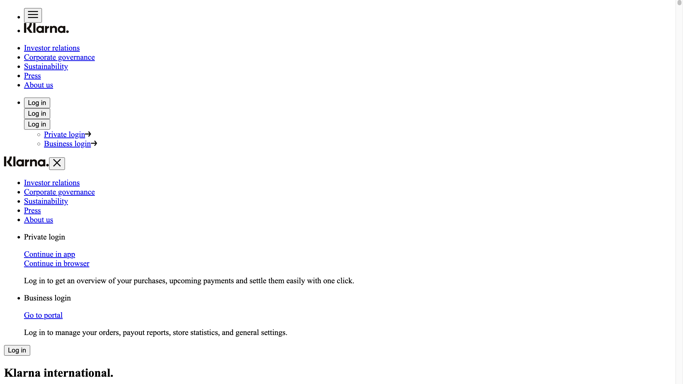 Klarna.
Investor relations
Corporate governance
Sustainability
Press
About us
Log in
Log in
Log in
Private login
Business login
Klarna.
Investor relations
Corporate governance
Sustainability
Press
About us
Private login
Continue in app
Continue in browser
Log in to get an overview of your purchases, upcoming payments and settle them easily with one click.
Business login
Go to portal
Log in to manage your orders, payout reports, store statistics, and general settings.
Log in
Klarna international.